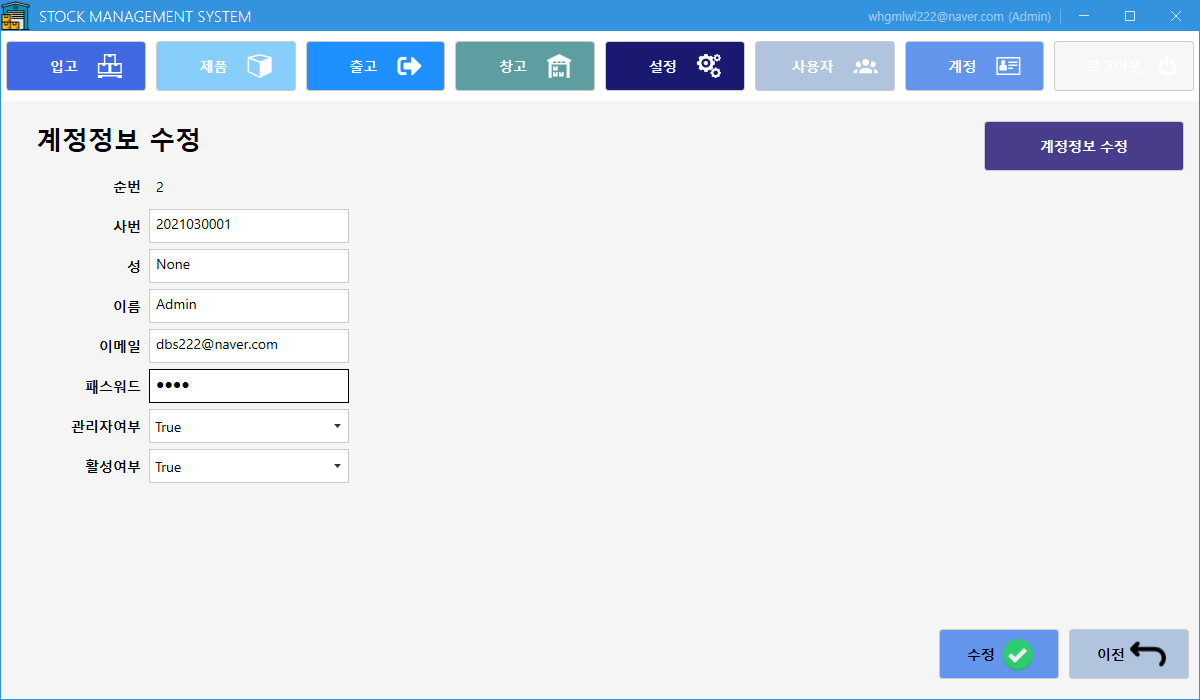 STOCK MANAGEMENT SYSTEM
whgmlwl222@naver.com (Admin)
입고
제품
출고
창고
설정
사용자
계정
로그아웃
계정정보 수정
계정정보 수정
순번 2
사번 2021030001
성 None
이름 Admin
이메일 dbs222@naver.com
패스워드 ●●●●
관리자여부 True
활성여부 True
수정
이전